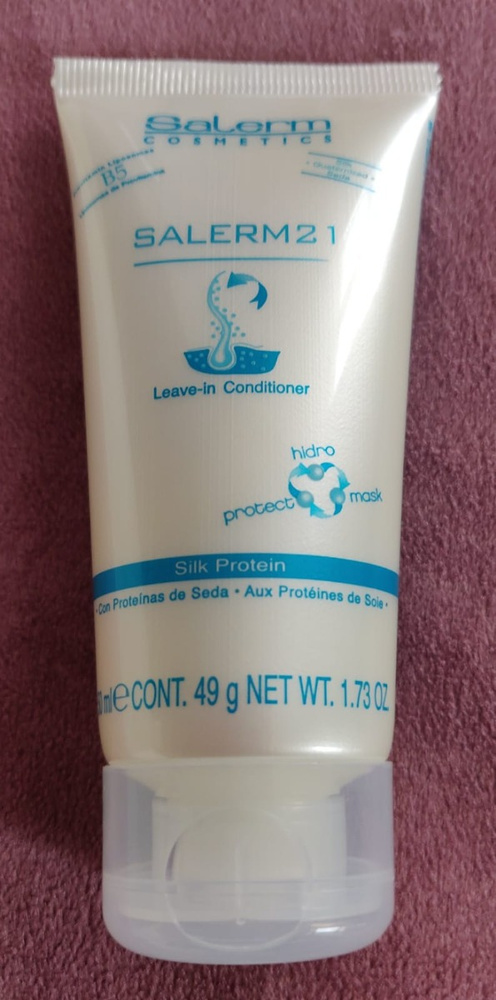 Salerm
COSMETICS
B5
SALERM21
Leave-in Conditioner
hidro
protect
mask
Silk Protein
· Con Proteínas de Seda · Aux Protéines de Soie ·
ml e CONT. 49 g NET WT. 1.73 OZ